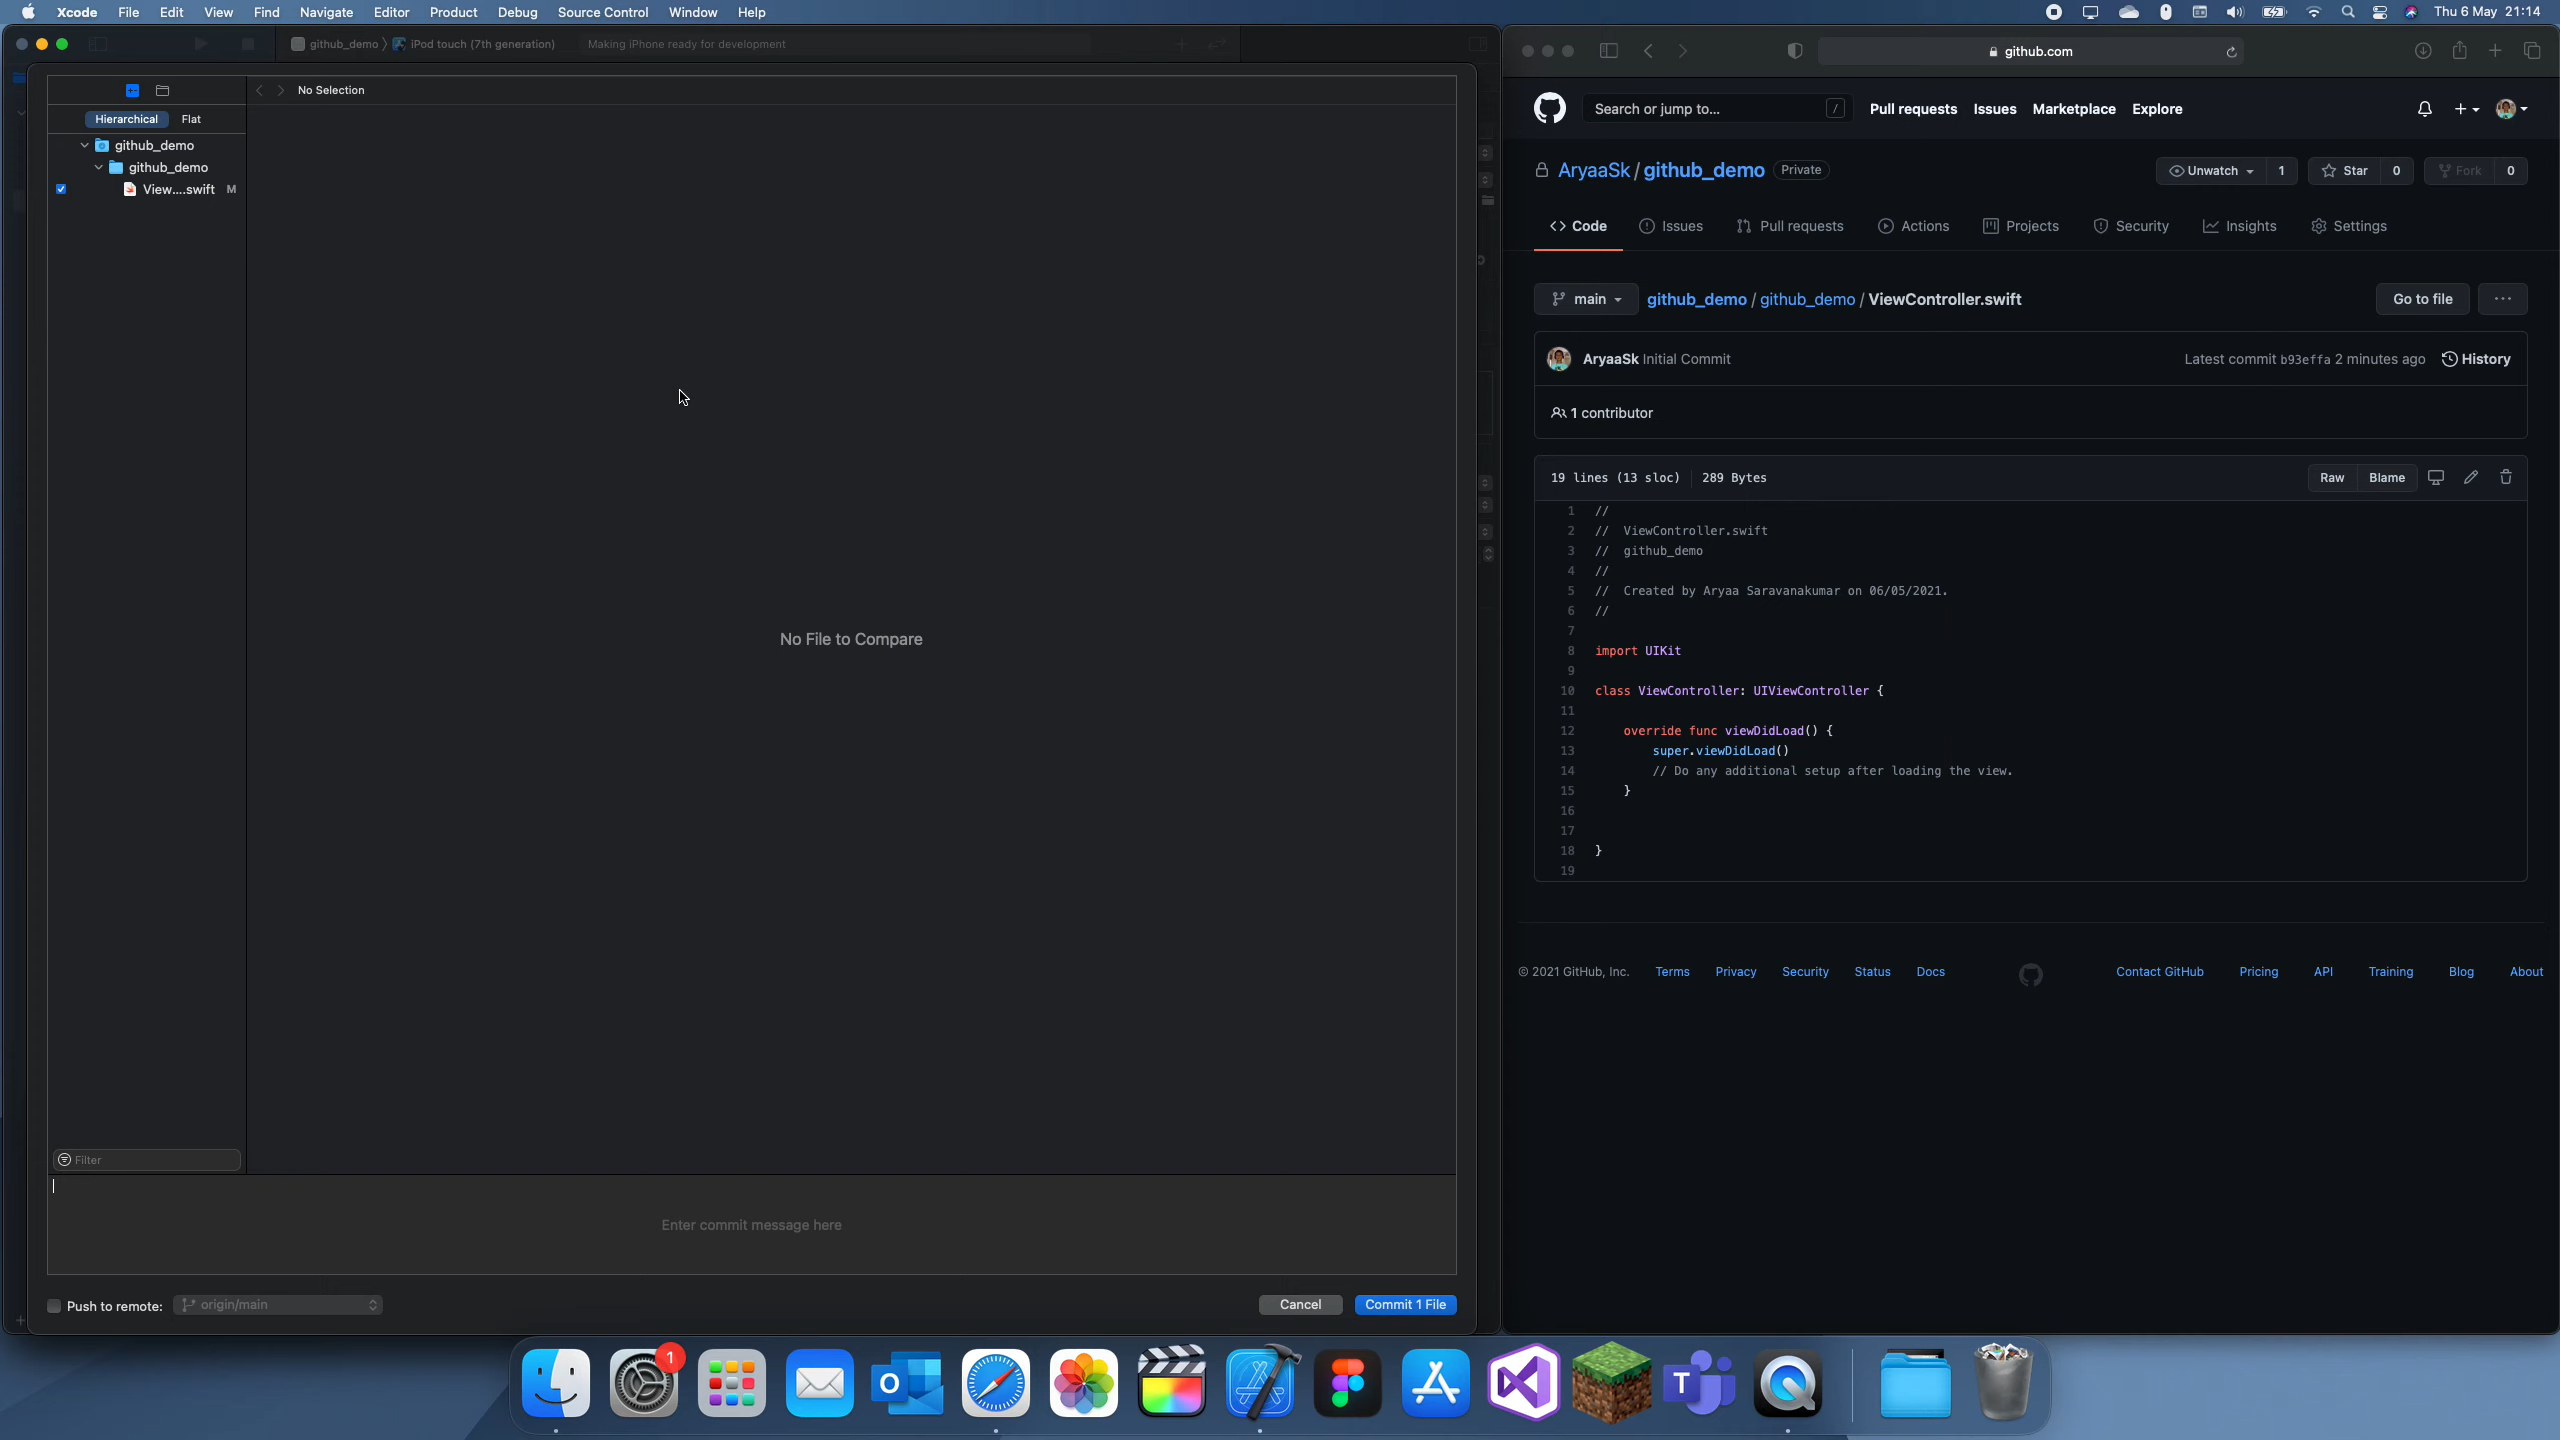 Xcode File Edit View Find Navigate Editor Product Debug Source Control Window Help
Thu 6 May 21:14
github_demo 〉 iPod touch (7th generation)
Making iPhone ready for development
No Selection
Hierarchical Flat
github_demo
github_demo
View....swift M
No File to Compare
Filter
Enter commit message here
Push to remote: origin/main
Cancel
Commit 1 File
github.com
Search or jump to... /
Pull requests Issues Marketplace Explore
AryaaSk / github_demo Private
Unwatch 1
Star 0
Fork 0
Code Issues Pull requests Actions Projects Security Insights Settings
main
github_demo / github_demo / ViewController.swift
Go to file
...
AryaaSk Initial Commit
Latest commit b93effa 2 minutes ago History
1 contributor
19 lines (13 sloc) 289 Bytes
Raw Blame
1 //
2 //  ViewController.swift
3 //  github_demo
4 //
5 //  Created by Aryaa Saravanakumar on 06/05/2021.
6 //
7
8 import UIKit
9
10 class ViewController: UIViewController {
11
12     override func viewDidLoad() {
13         super.viewDidLoad()
14         // Do any additional setup after loading the view.
15     }
16
17
18 }
19
© 2021 GitHub, Inc. Terms Privacy Security Status Docs
Contact GitHub Pricing API Training Blog About
1
O
T